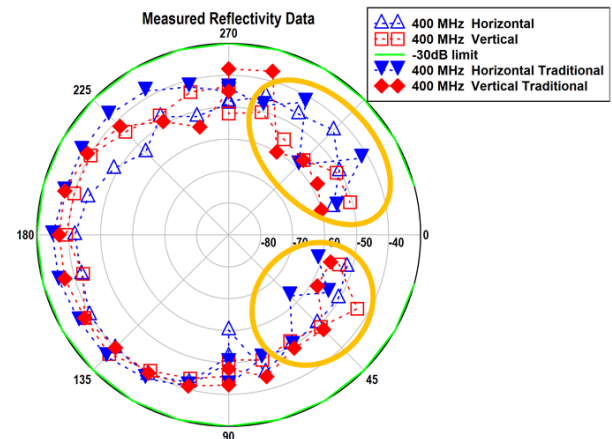 Measured Reflectivity Data
400 MHz Horizontal
400 MHz Vertical
-30dB limit
400 MHz Horizontal Traditional
400 MHz Vertical Traditional
270
225
180
-80 -70 -60 -50 -40 0
135
45
90